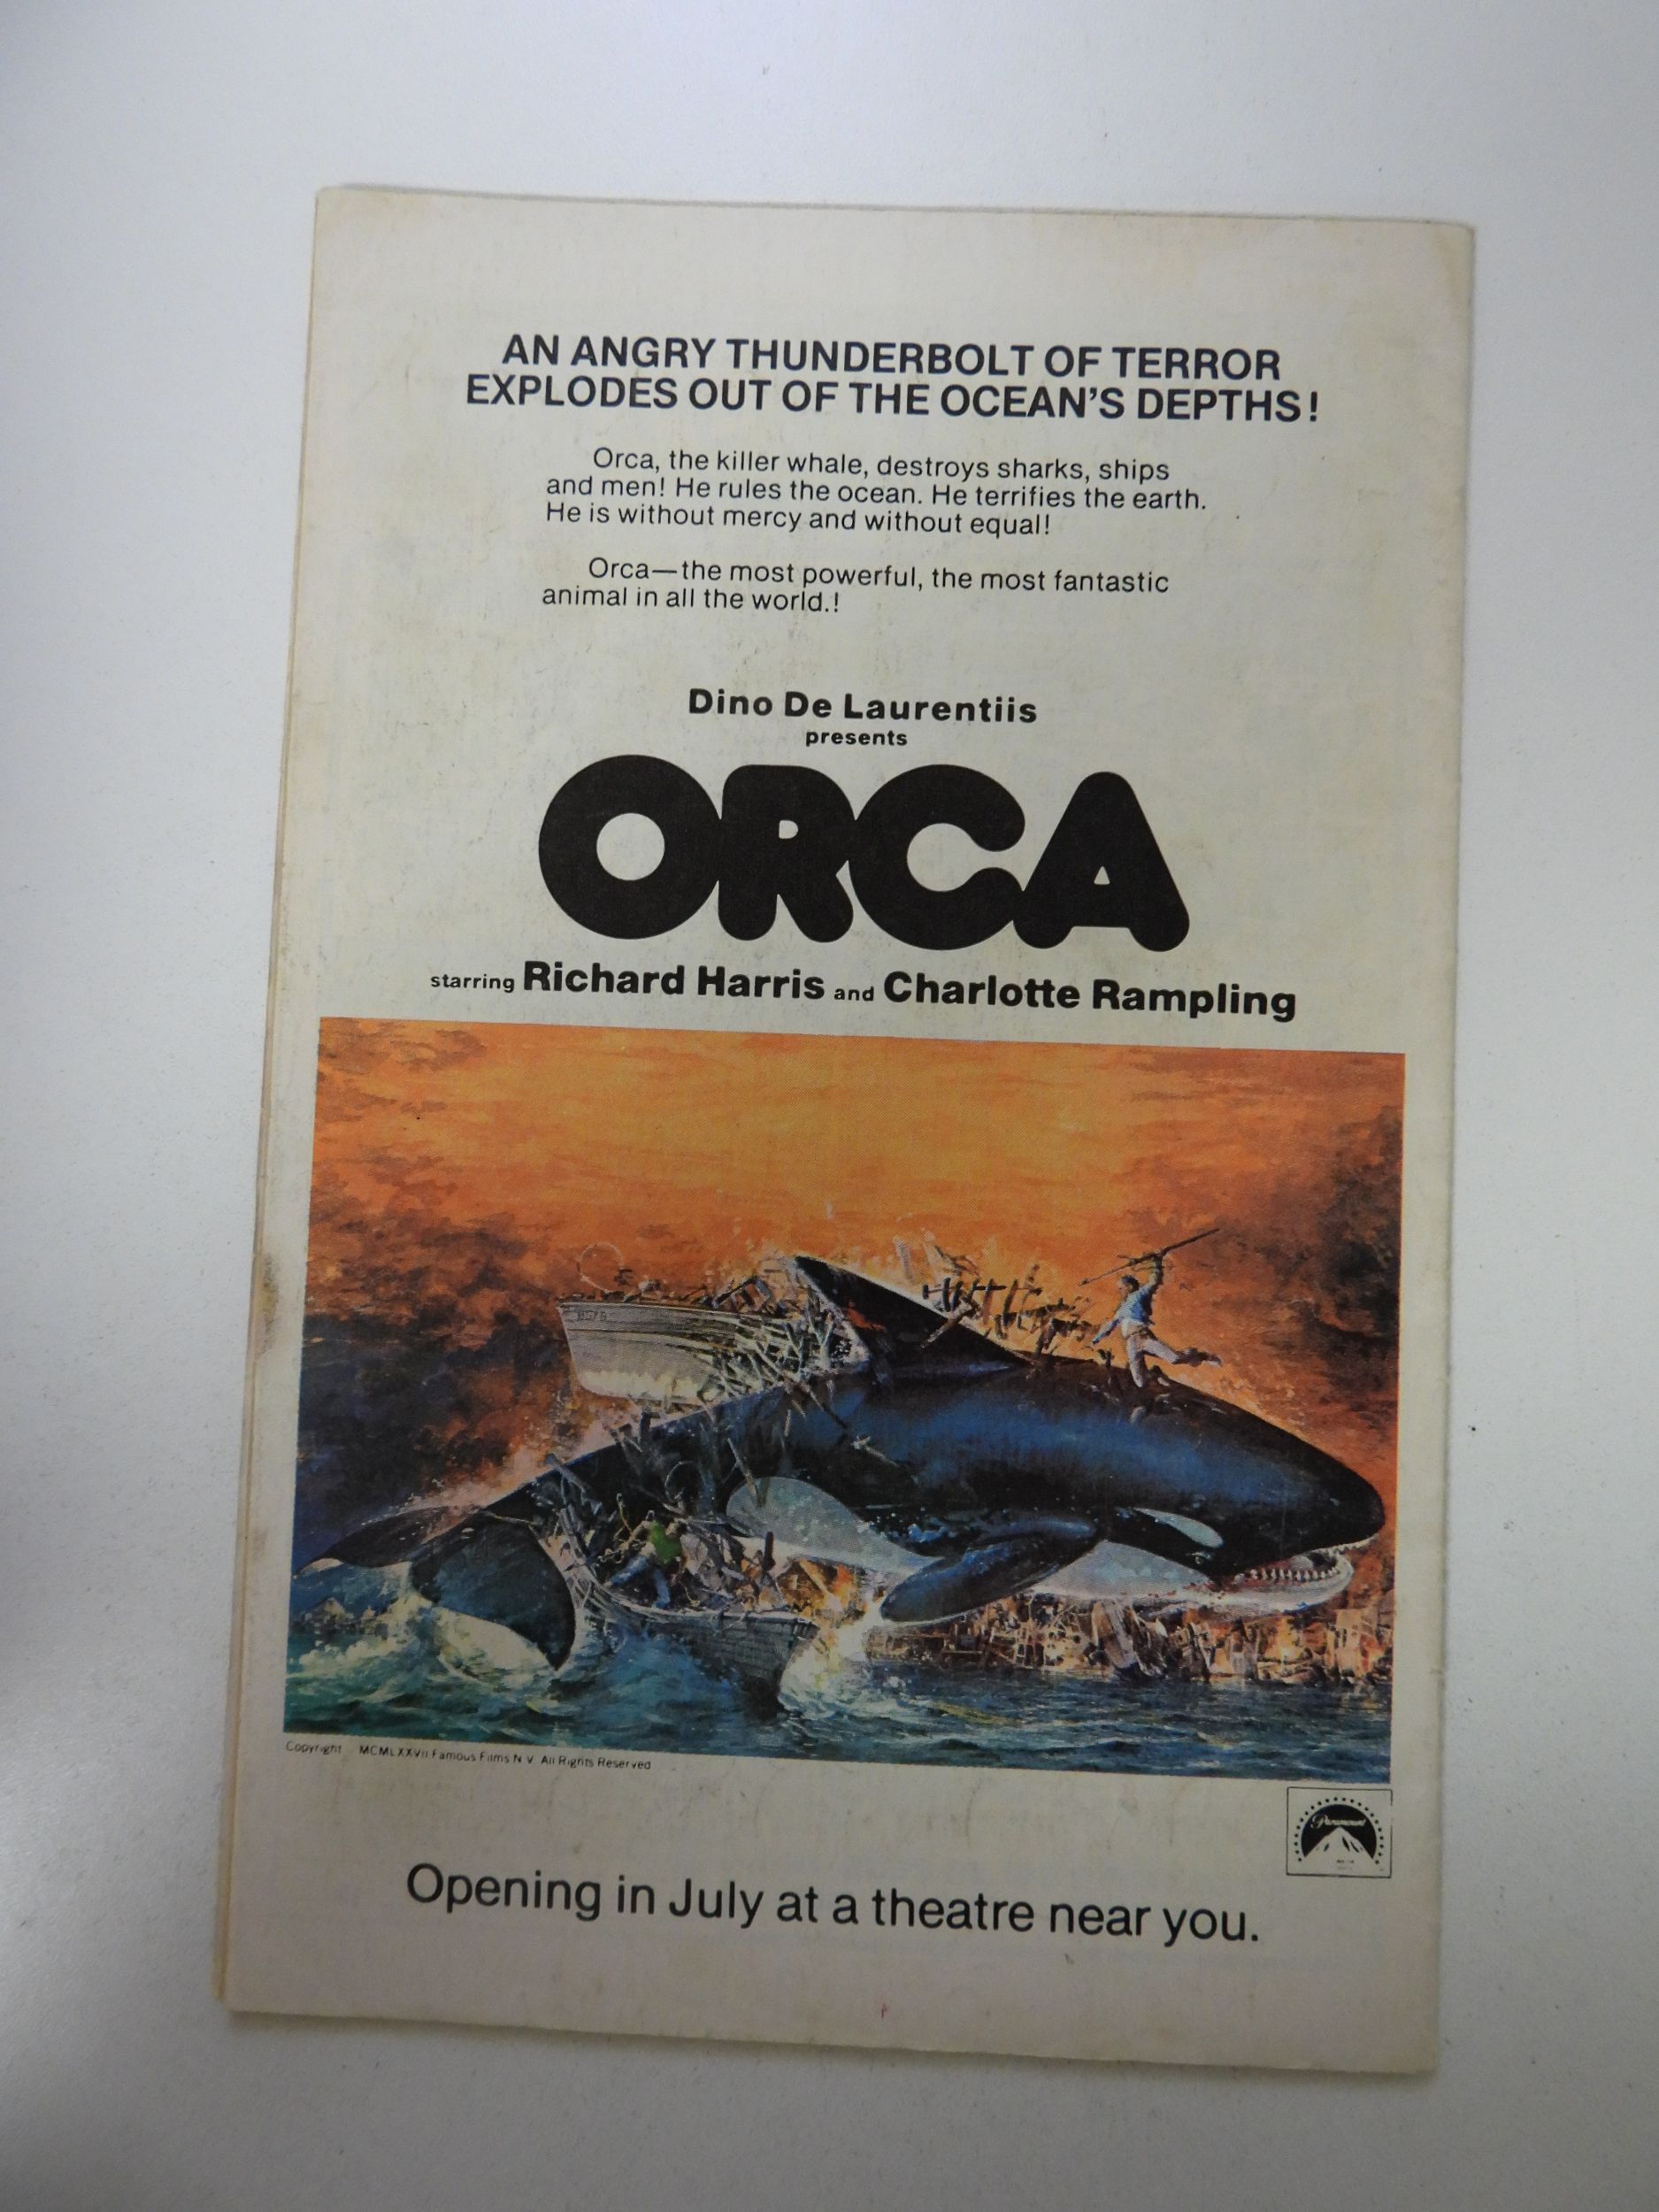 AN ANGRY THUNDERBOLT OF TERROR
EXPLODES OUT OF THE OCEAN'S DEPTHS!
Orca, the killer whale, destroys sharks, ships
and men! He rules the ocean. He terrifies the earth.
He is without mercy and without equal!
Orca—the most powerful, the most fantastic
animal in all the world.!
Dino De Laurentiis
presents
ORCA
starring Richard Harris and Charlotte Rampling
Copyright MCMLXXVII Famous Films N V All Rights Reserved
Paramount
Opening in July at a theatre near you.